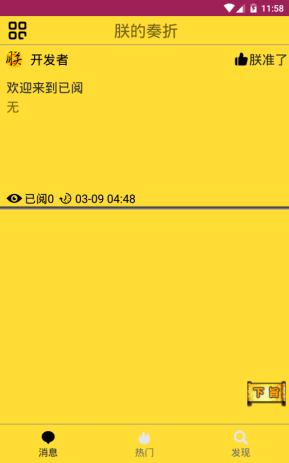 11:58
朕的奏折
朕 开发者 朕准了
欢迎来到已阅
无
已阅0 03-09 04:48
下旨
消息 热门 发现